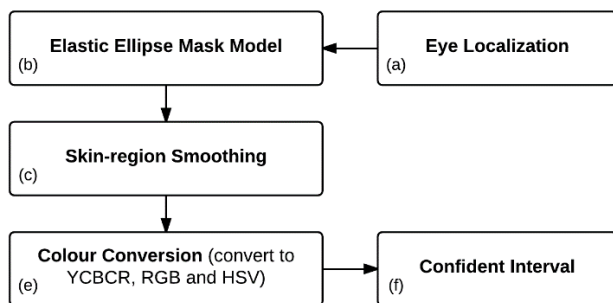 Elastic Ellipse Mask Model
(b)
Eye Localization
(a)
Skin-region Smoothing
(c)
Colour Conversion (convert to
YCBCR, RGB and HSV)
(e)
Confident Interval
(f)